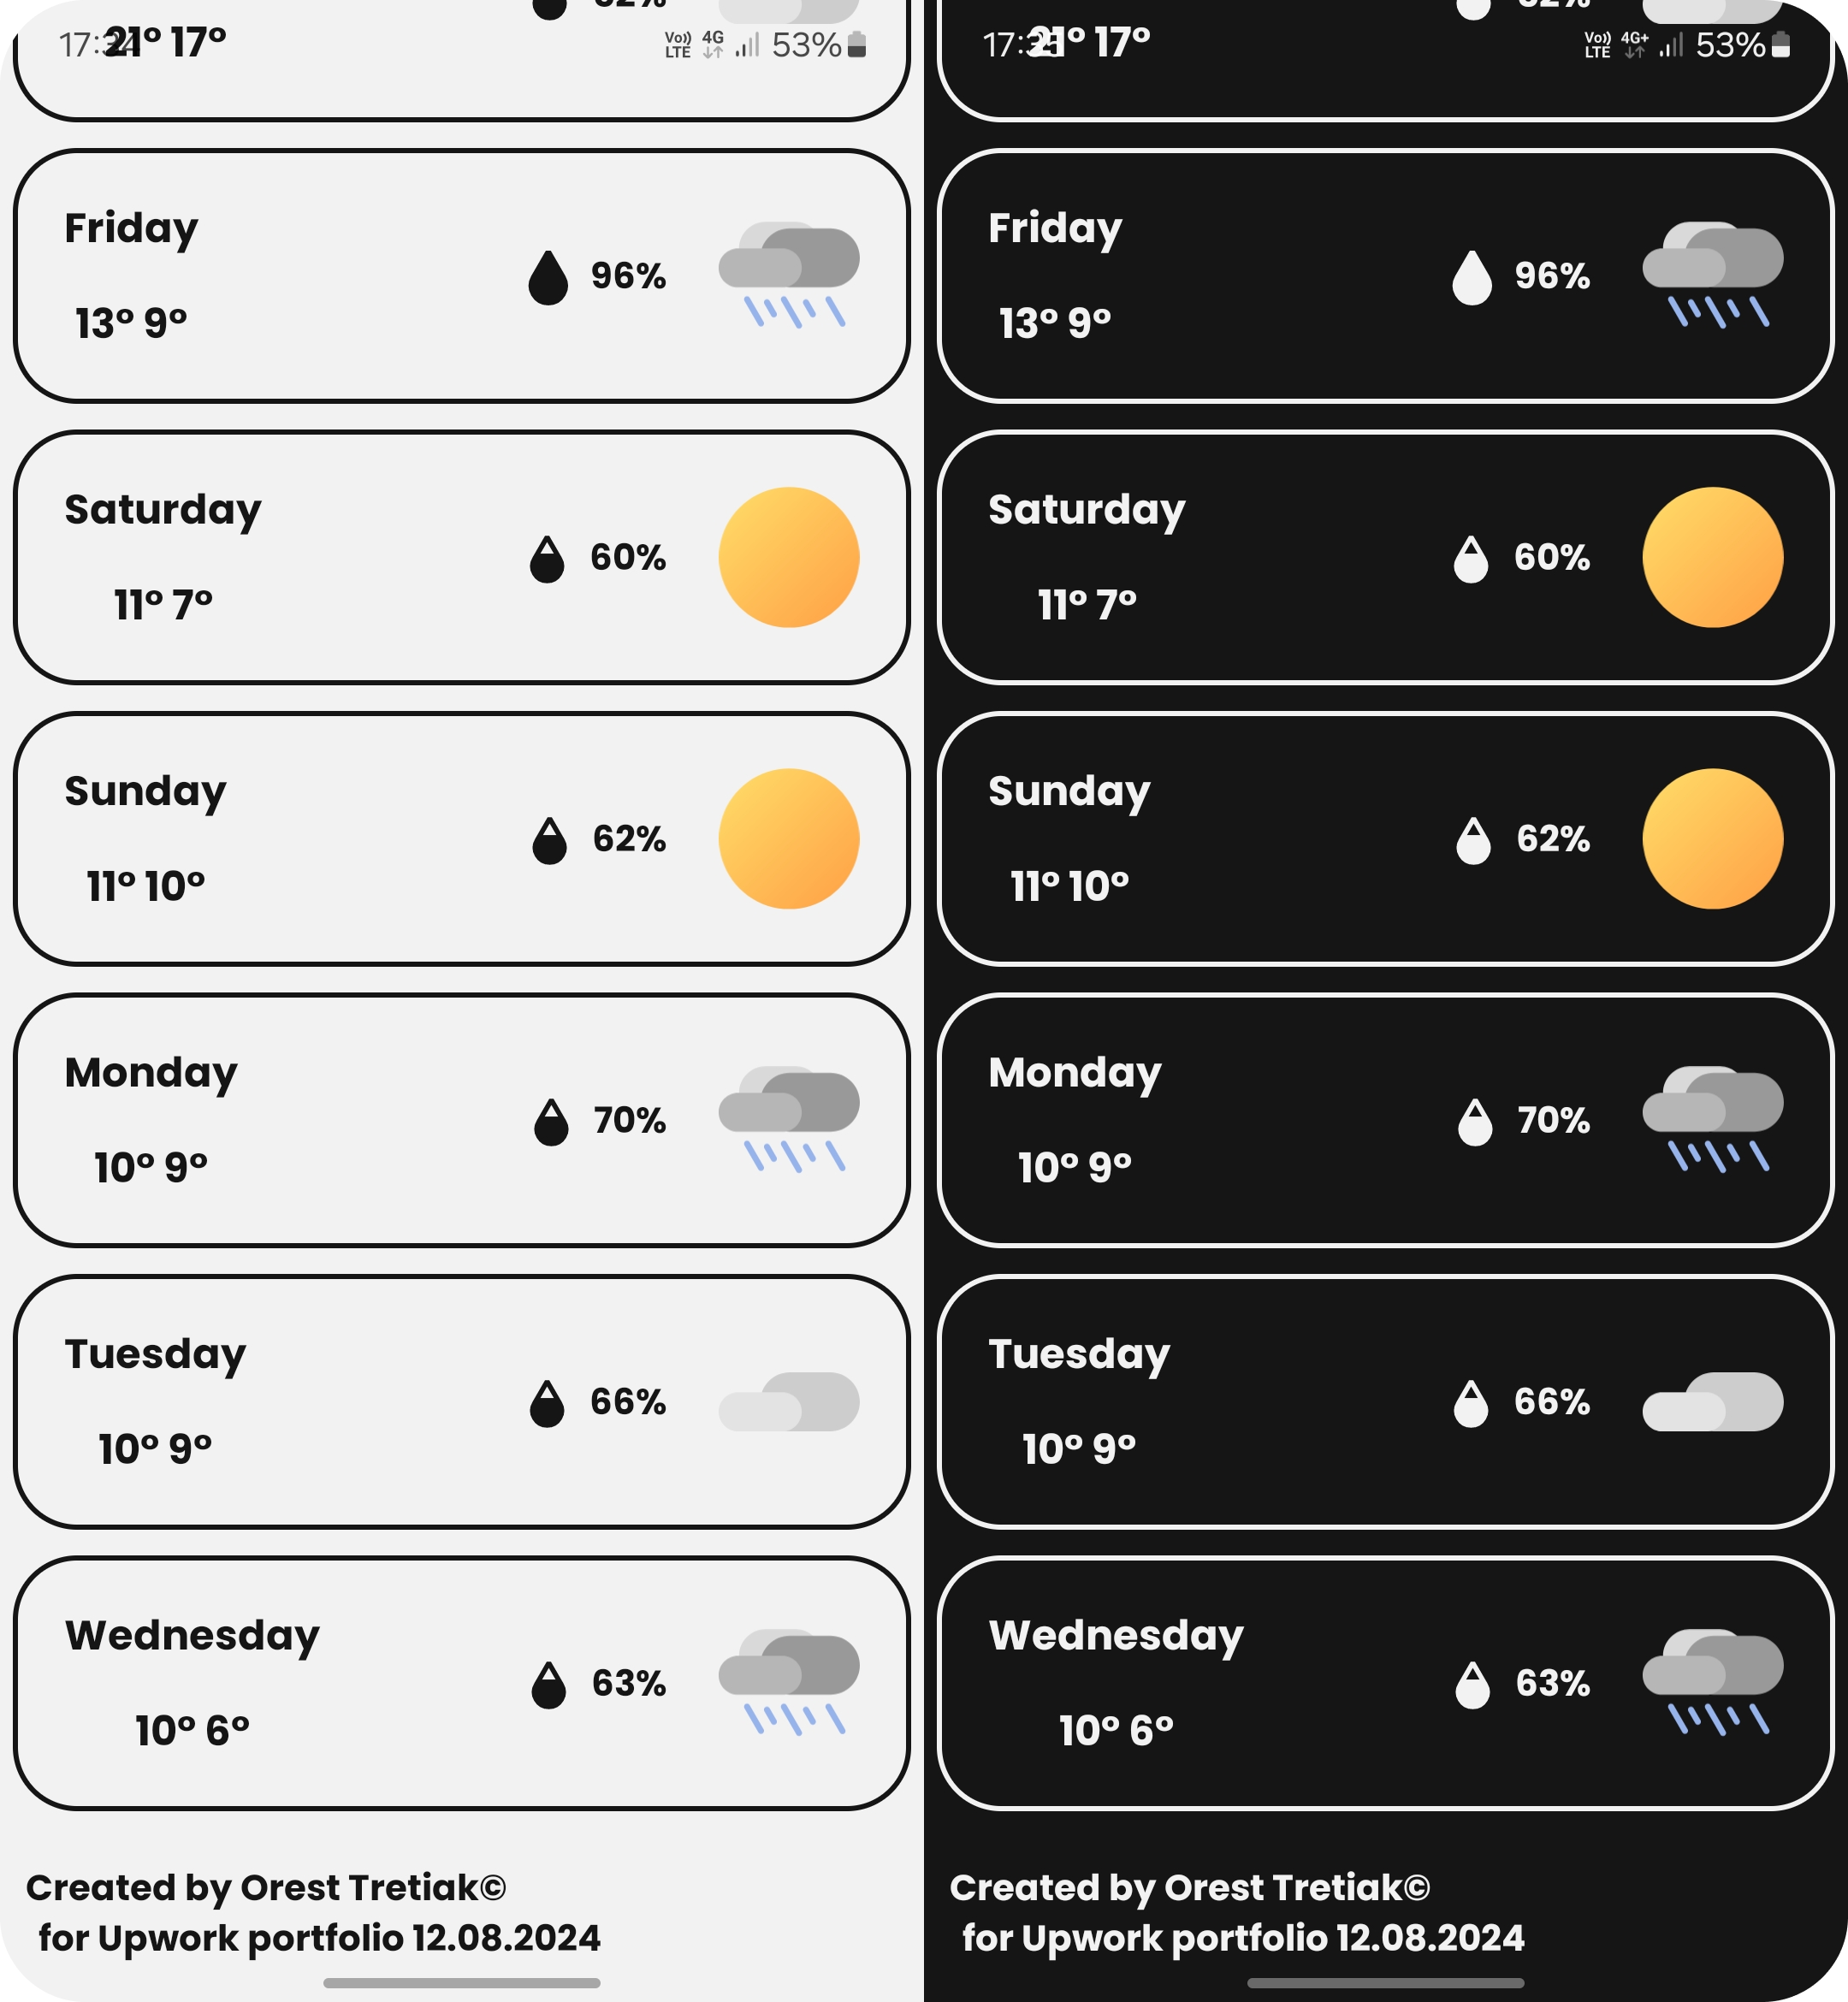 21° 17°
53%
Vo))
LTE
4G
Friday
96%
13° 9°
Saturday
60%
11° 7°
Sunday
62%
11° 10°
Monday
70%
10° 9°
Tuesday
66%
10° 9°
Wednesday
63%
10° 6°
Created by Orest Tretiak©
for Upwork portfolio 12.08.2024
21° 17°
53%
Vo))
LTE
4G+
Friday
96%
13° 9°
Saturday
60%
11° 7°
Sunday
62%
11° 10°
Monday
70%
10° 9°
Tuesday
66%
10° 9°
Wednesday
63%
10° 6°
Created by Orest Tretiak©
for Upwork portfolio 12.08.2024